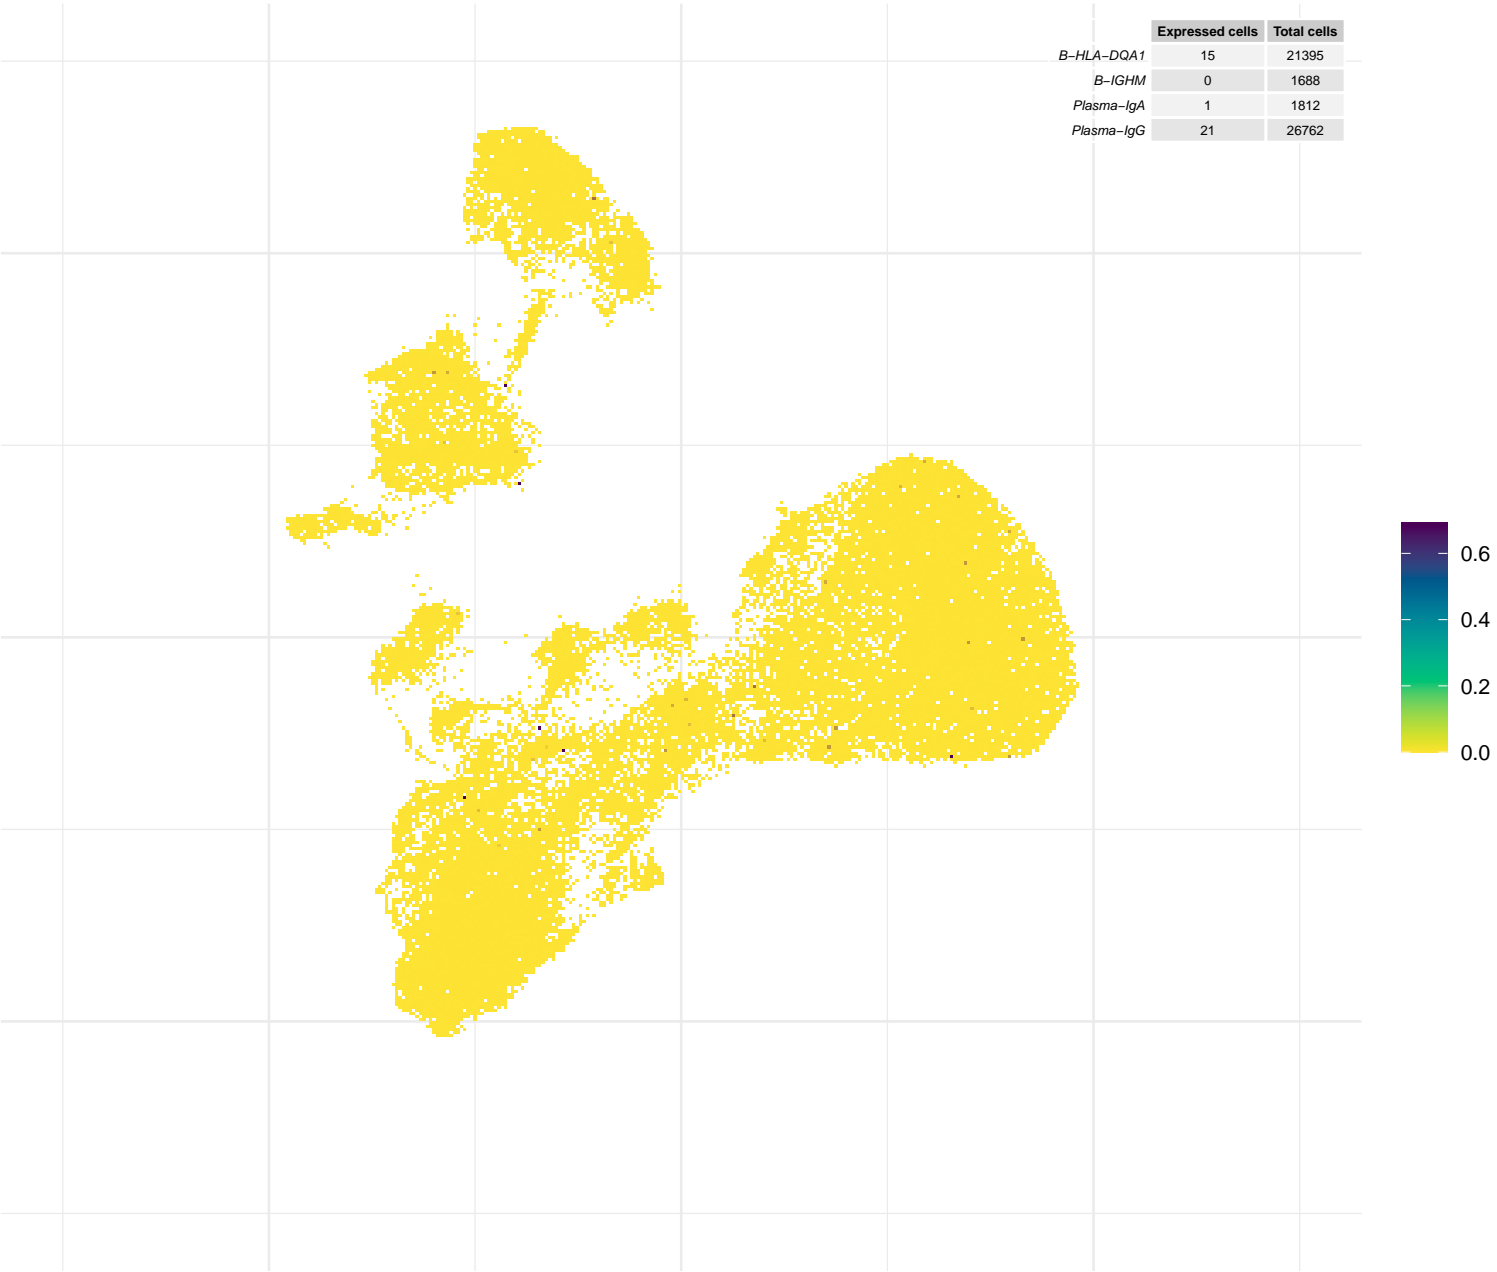 Expressed cells Total cells
B−HLA−DQA1 15 21395
B−IGHM 0 1688
Plasma−IgA 1 1812
Plasma−IgG 21 26762
0.6
0.4
0.2
0.0